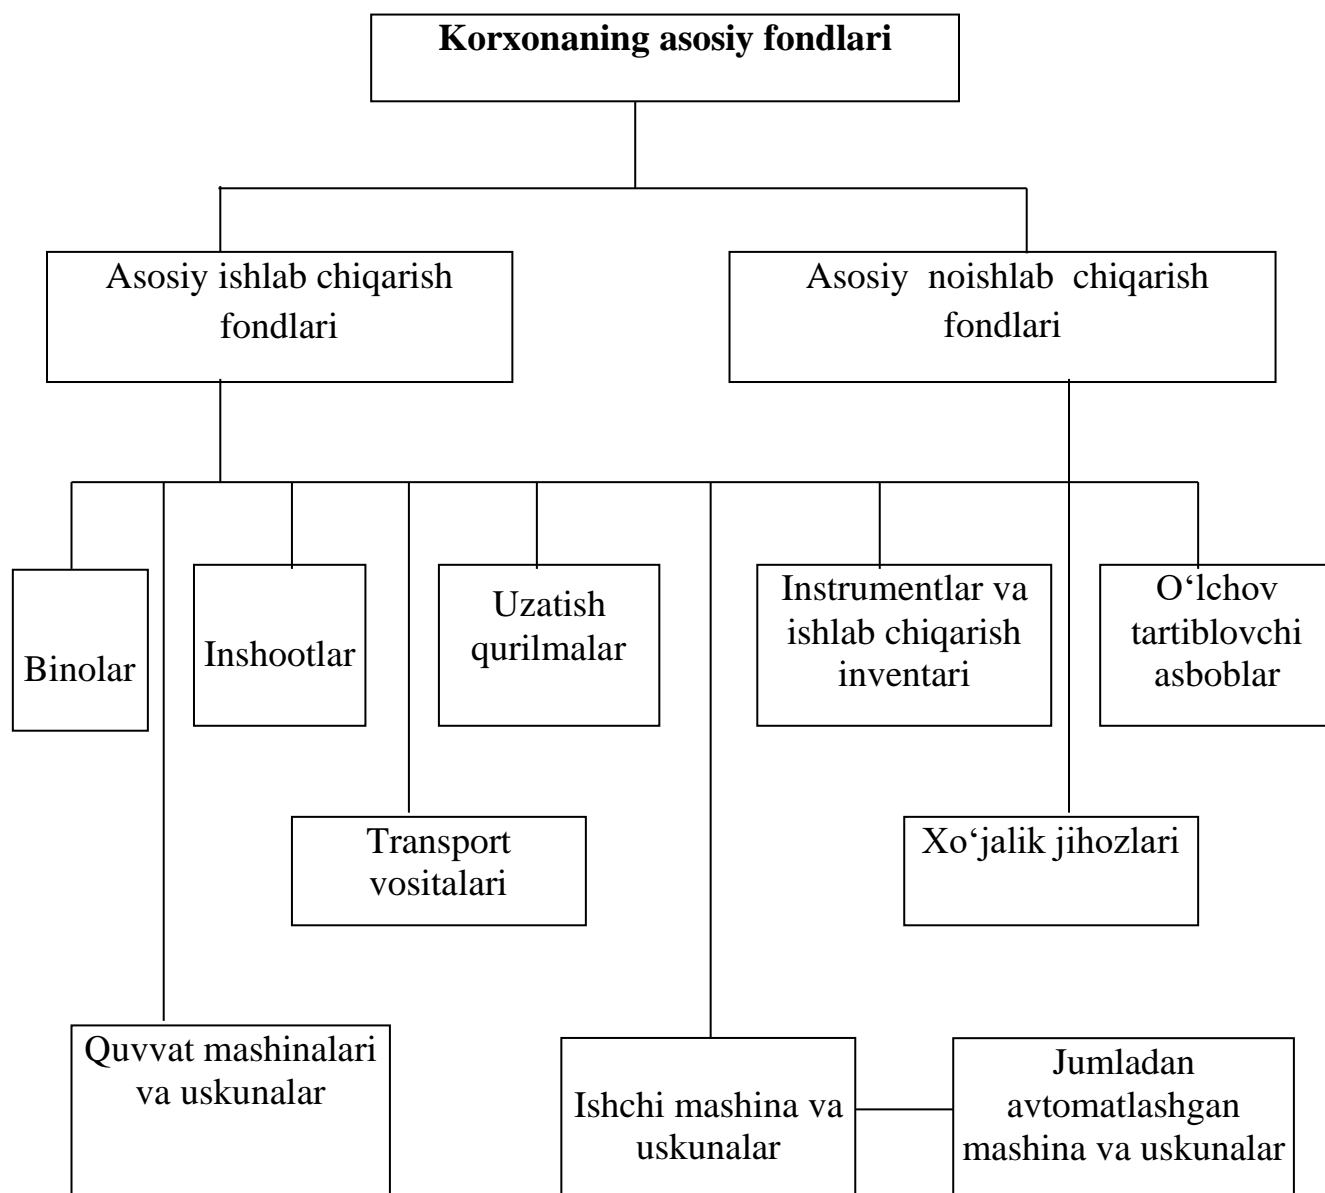 Korxonaning asosiy fondlari
Asosiy ishlab chiqarish
fondlari
Asosiy noishlab chiqarish
fondlari
Binolar
Inshootlar
Uzatish
qurilmalar
Instrumentlar va
ishlab chiqarish
inventari
O‘lchov
tartiblovchi
asboblar
Transport
vositalari
Xo‘jalik jihozlari
Quvvat mashinalari
va uskunalar
Ishchi mashina va
uskunalar
Jumladan
avtomatlashgan
mashina va uskunalar